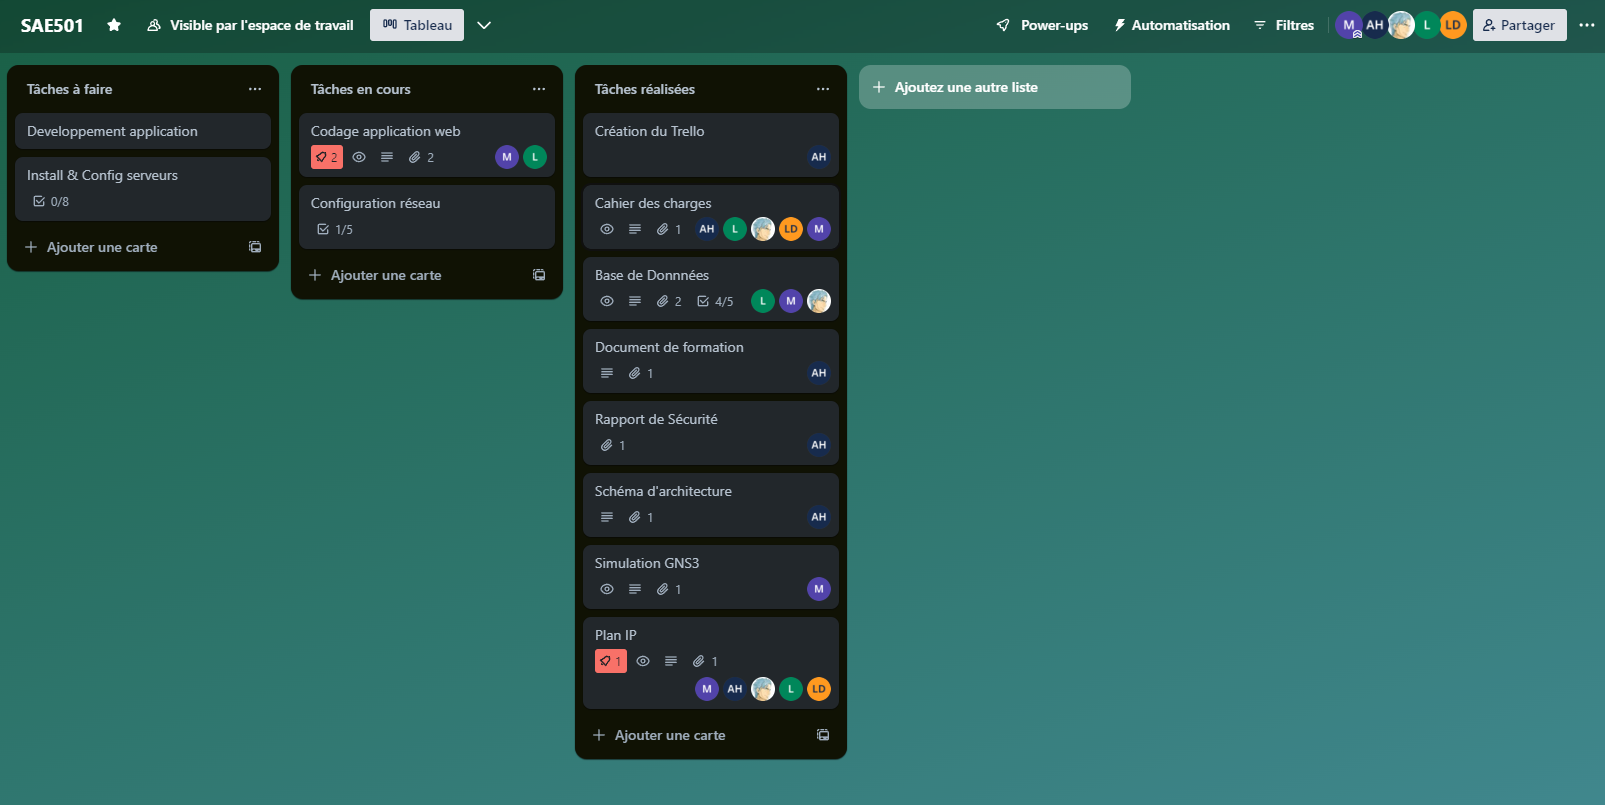 SAE501
Visible par l'espace de travail
Tableau
Power-ups
Automatisation
Filtres
M
AH
L
LD
Partager
Tâches à faire
Developpement application
Install & Config serveurs
0/8
Ajouter une carte
Tâches en cours
Codage application web
2
2
M
L
Configuration réseau
1/5
Ajouter une carte
Tâches réalisées
Création du Trello
AH
Cahier des charges
1
AH
L
LD
M
Base de Donnnées
2
4/5
L
M
Document de formation
1
AH
Rapport de Sécurité
1
AH
Schéma d'architecture
1
AH
Simulation GNS3
1
M
Plan IP
1
1
M
AH
L
LD
Ajouter une carte
Ajoutez une autre liste